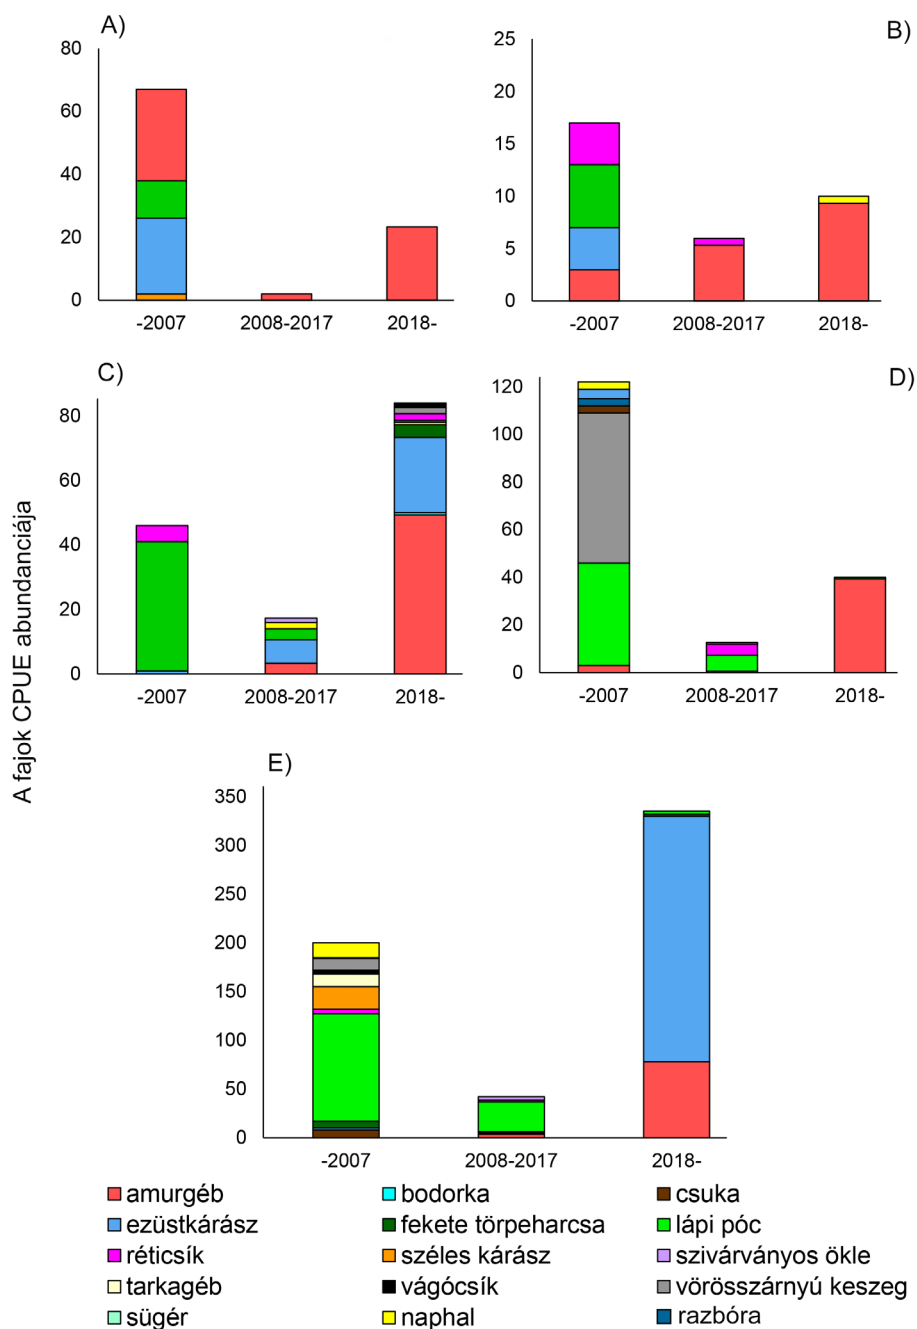 A)
80
60
40
20
0
-2007 2008-2017 2018-
B)
25
20
15
10
5
0
-2007 2008-2017 2018-
C)
80
60
40
20
0
-2007 2008-2017 2018-
D)
120
100
80
60
40
20
0
-2007 2008-2017 2018-
A fajok CPUE abundanciája
E)
350
300
250
200
150
100
50
0
-2007 2008-2017 2018-
amurgéb bodorka csuka
ezüstkárász fekete törpeharcsa lápi póc
réticsík széles kárász szivárványos ökle
tarkagéb vágócsík vörösszárnyú keszeg
sügér naphal razbóra